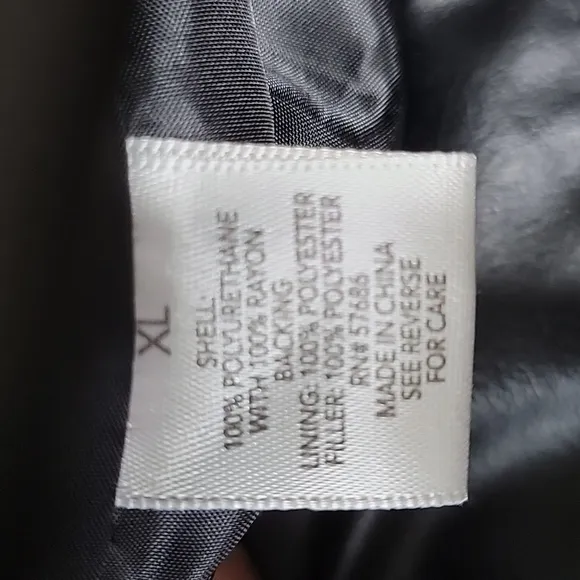 XL
SHELL:
100% POLYURETHANE
WITH 100% RAYON
BACKING
LINING: 100% POLYESTER
FILLER: 100% POLYESTER
RN# 57686
MADE IN CHINA
SEE REVERSE
FOR CARE